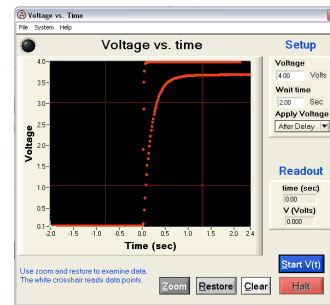 Voltage vs. Time
File System Help
Voltage vs. time
Setup
Voltage
4.00 Volts
Wait time
2.00 Sec
Apply Voltage
After Delay
4.0
3.5
3.0
2.5
2.0
1.5
1.0
0.5
0.1
Voltage
-2.0 -1.5 -1.0 -0.5 0.0 0.5 1.0 1.5 2.0 2.4
Time (sec)
Readout
time (sec)
0.00
V (Volts)
0.000
Start V(t)
Use zoom and restore to examine data.
The white crosshair reads data points.
Zoom Restore Clear Halt